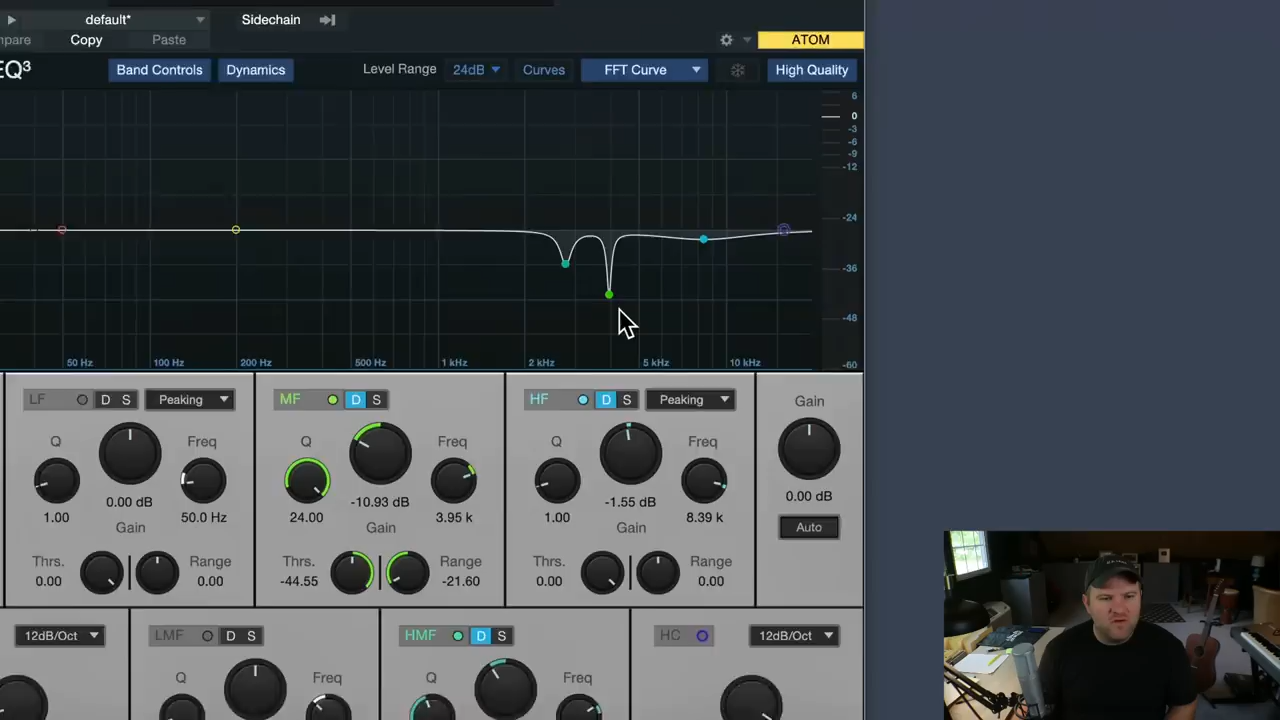 default*
Sidechain
pare
Copy
Paste
ATOM
EQ³
Band Controls
Dynamics
Level Range
24dB
Curves
FFT Curve
High Quality
6
0
-3
-6
-9
-12
-24
-36
-48
-60
50 Hz
100 Hz
200 Hz
500 Hz
1 kHz
2 kHz
5 kHz
10 kHz
LF D S Peaking
MF D S
HF D S Peaking
Gain
Q Freq
Q Freq
Q Freq
0.00 dB
-10.93 dB
-1.55 dB
0.00 dB
1.00 50.0 Hz
24.00 3.95 k
1.00 8.39 k
Gain
Gain
Gain
Auto
Thrs. Range
0.00 0.00
Thrs. Range
-44.55 -21.60
Thrs. Range
0.00 0.00
12dB/Oct
LMF D S
HMF D S
HC
12dB/Oct
Q Freq
Q Freq